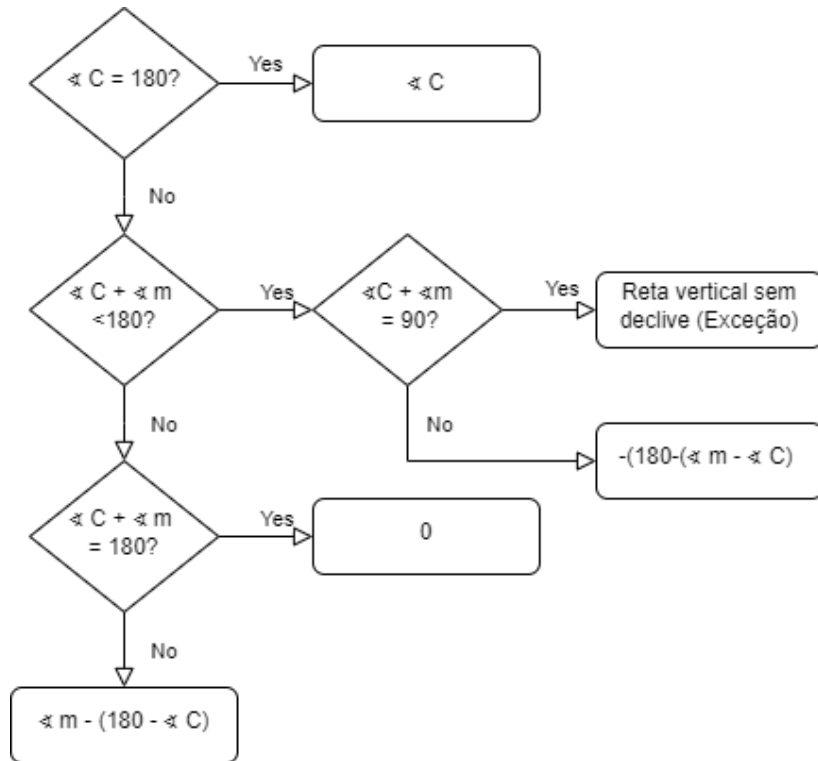 ∢ C = 180?
Yes
∢ C
No
∢ C + ∢ m
<180?
Yes
∢C + ∢m
= 90?
Yes
Reta vertical sem
declive (Exceção)
No
No
-(180-(∢ m - ∢ C)
∢ C + ∢ m
= 180?
Yes
0
No
∢ m - (180 - ∢ C)